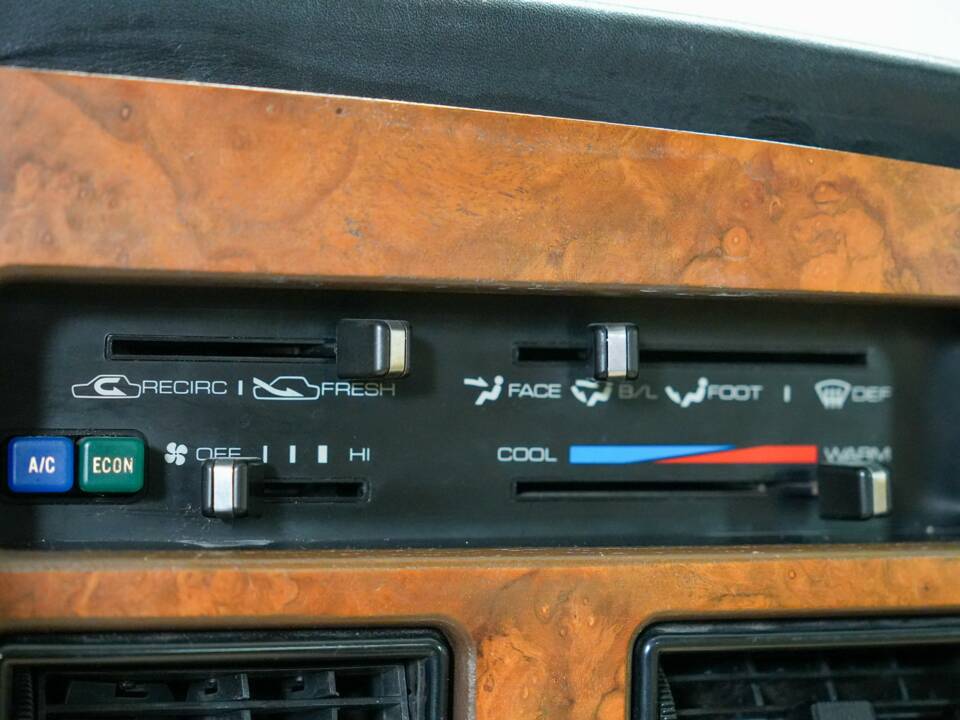 RECIRC FRESH FACE B/L FOOT DEF
A/C ECON OFF HI COOL WARM